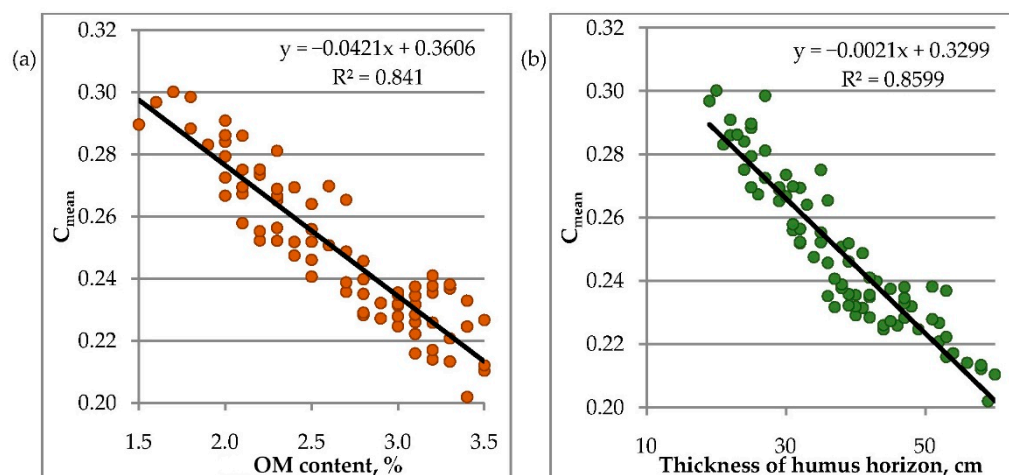 (a)
y = −0.0421x + 0.3606
R² = 0.841
0.32
0.30
0.28
0.26
0.24
0.22
0.20
Cmean
1.5 2.0 2.5 3.0 3.5
OM content, %
(b)
y = −0.0021x + 0.3299
R² = 0.8599
0.32
0.30
0.28
0.26
0.24
0.22
0.20
Cmean
10 30 50
Thickness of humus horizon, cm